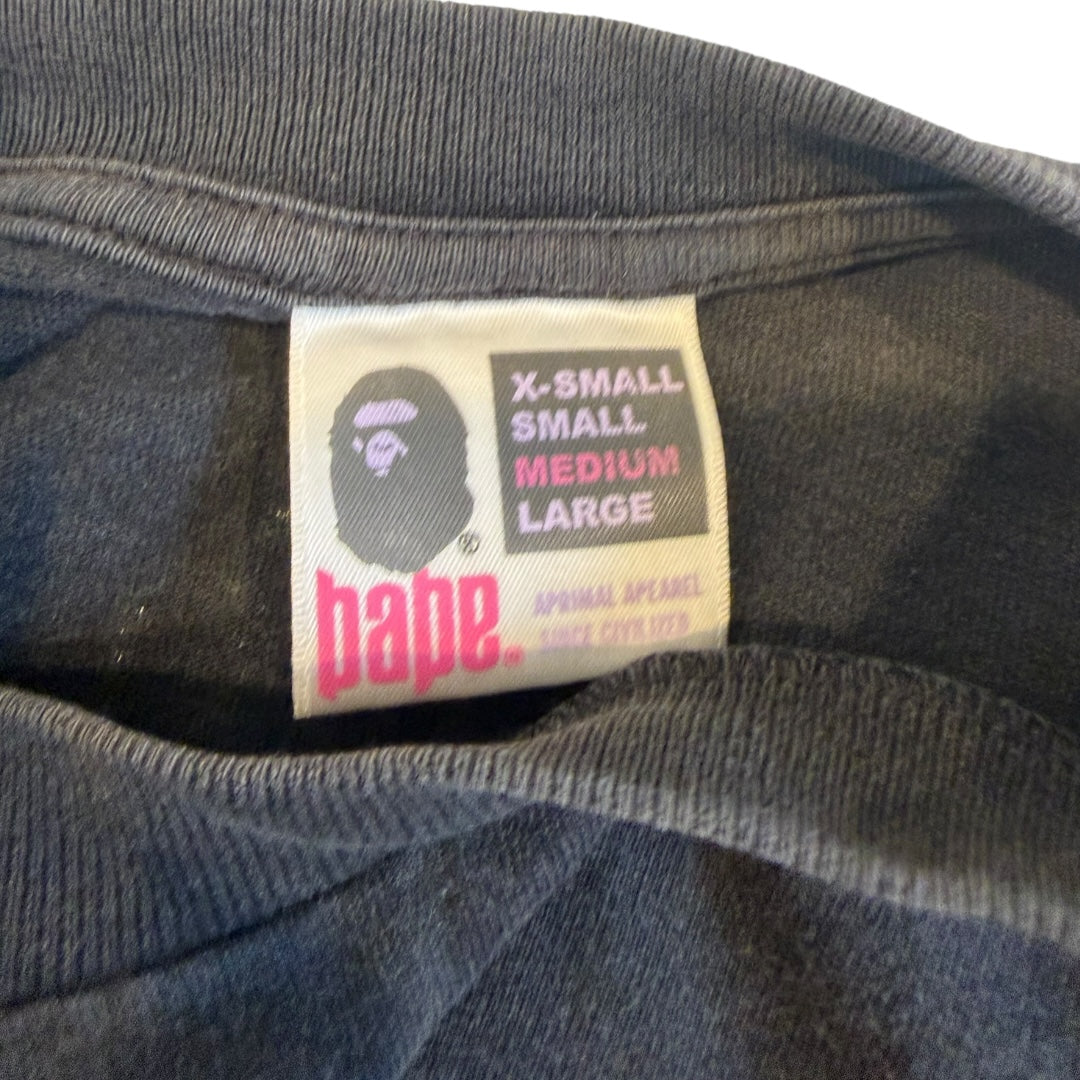 X-SMALL
SMALL
MEDIUM
LARGE
®
bape
APRIMAL APEAREL
SINCE CIVILIZED